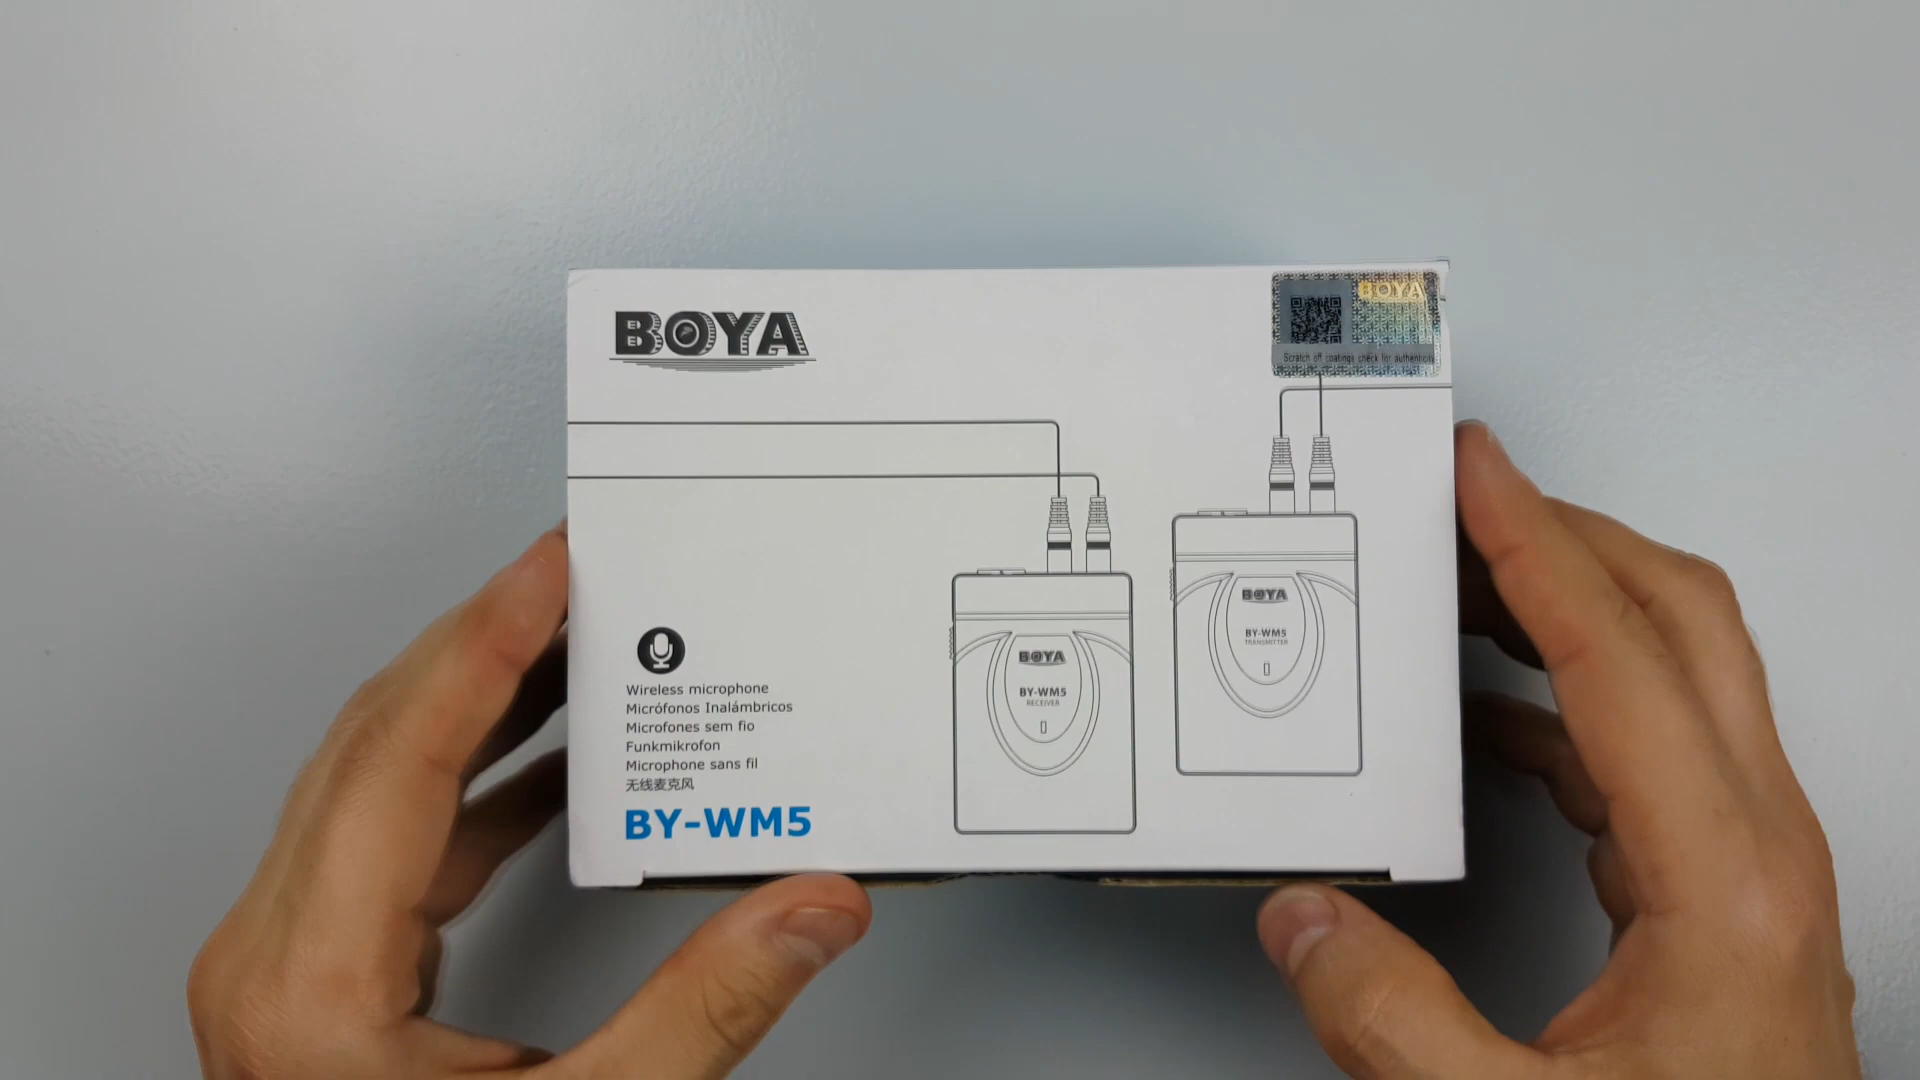 BOYA
BOYA
Scratch off coatings check for authenticity
BOYA
BY-WM5
TRANSMITTER
BOYA
BY-WM5
RECEIVER
Wireless microphone
Micrófonos Inalámbricos
Microfones sem fio
Funkmikrofon
Microphone sans fil
无线麦克风
BY-WM5